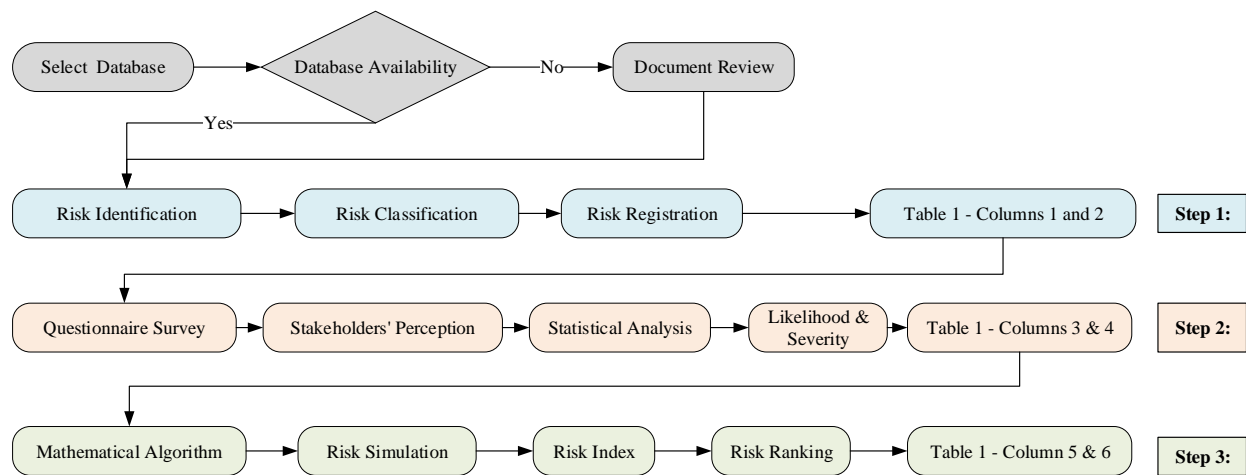 Select Database
Database Availability
No
Document Review
Yes
Risk Identification
Risk Classification
Risk Registration
Table 1 - Columns 1 and 2
Step 1:
Questionnaire Survey
Stakeholders' Perception
Statistical Analysis
Likelihood &
Severity
Table 1 - Columns 3 & 4
Step 2:
Mathematical Algorithm
Risk Simulation
Risk Index
Risk Ranking
Table 1 - Column 5 & 6
Step 3: